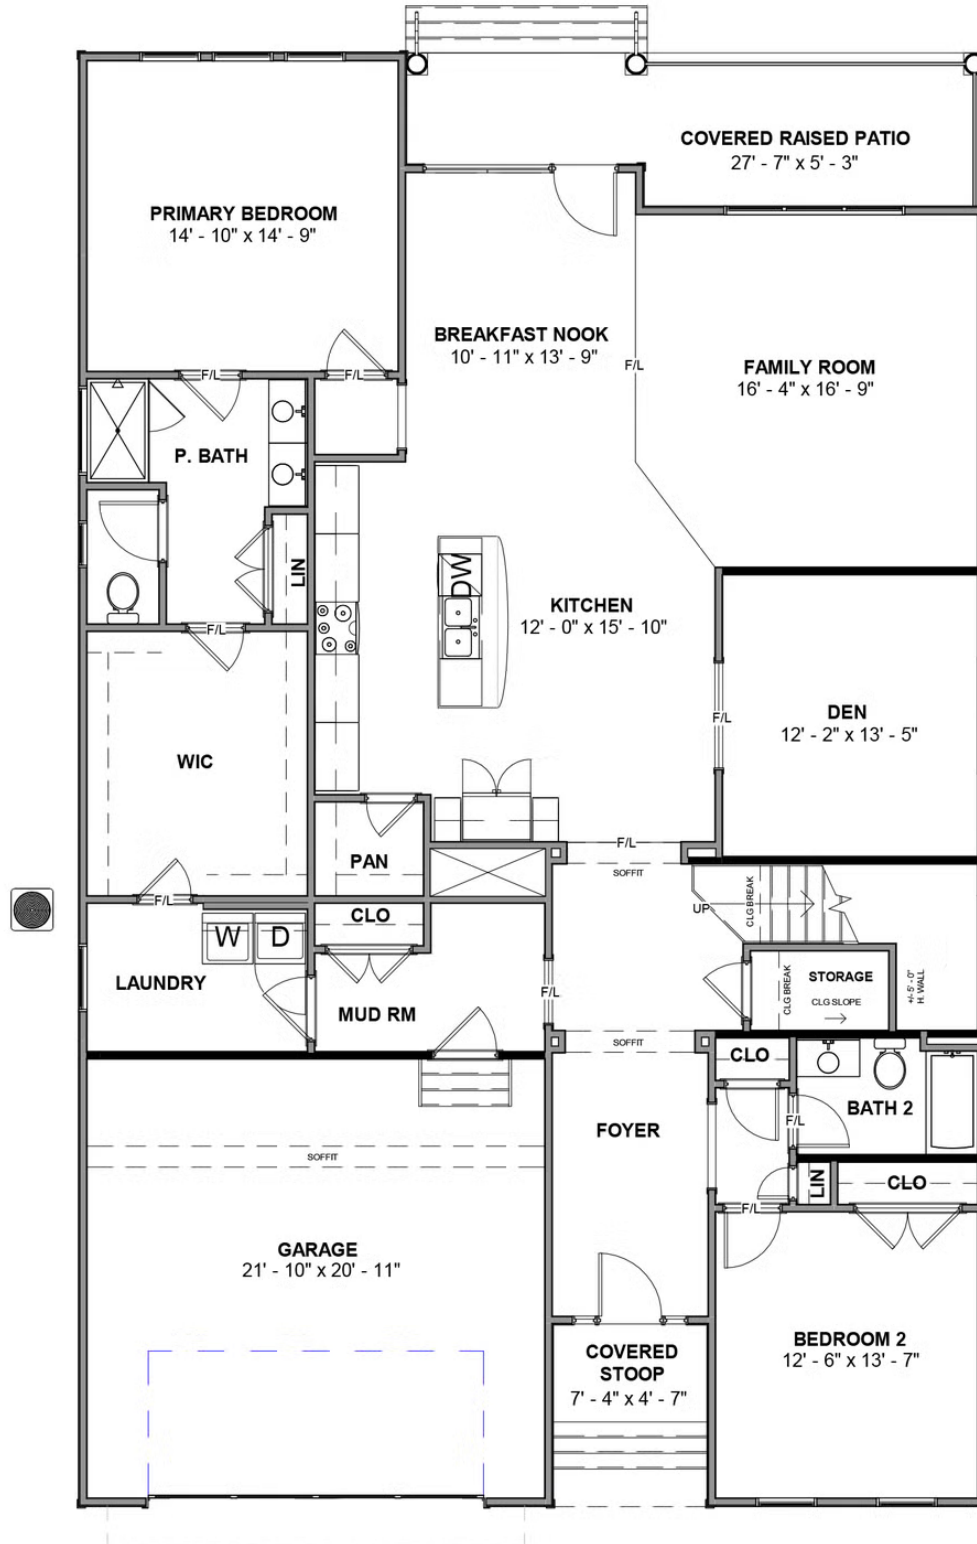 COVERED RAISED PATIO
27' - 7" x 5' - 3"
PRIMARY BEDROOM
14' - 10" x 14' - 9"
BREAKFAST NOOK
10' - 11" x 13' - 9"
F/L
FAMILY ROOM
16' - 4" x 16' - 9"
F/L
F/L
P. BATH
LIN
DW
KITCHEN
12' - 0" x 15' - 10"
F/L
DEN
12' - 2" x 13' - 5"
F/L
WIC
PAN
F/L
SOFFIT
F/L
CLO
UP
CLG BREAK
W
D
LAUNDRY
MUD RM
F/L
STORAGE
CLG SLOPE
CLG BREAK
+/- 5' - 0"
H. WALL
SOFFIT
CLO
BATH 2
F/L
FOYER
SOFFIT
LIN
CLO
F/L
GARAGE
21' - 10" x 20' - 11"
COVERED
STOOP
7' - 4" x 4' - 7"
BEDROOM 2
12' - 6" x 13' - 7"